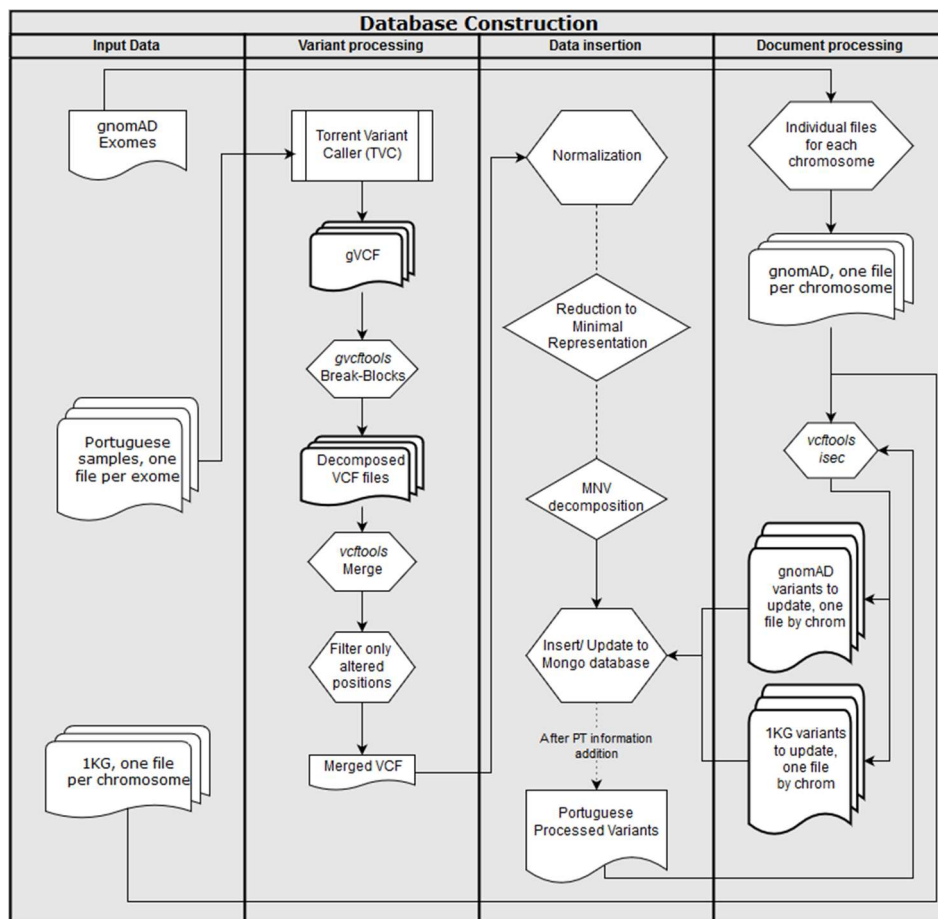 Database Construction
Input Data
Variant processing
Data insertion
Document processing
gnomAD
Exomes
Portuguese
samples, one
file per exome
1KG, one file
per chromosome
Torrent Variant
Caller (TVC)
gVCF
gvcftools
Break-Blocks
Decomposed
VCF files
vcftools
Merge
Filter only
altered
positions
Merged VCF
Normalization
Reduction to
Minimal
Representation
MNV
decomposition
Insert/ Update to
Mongo database
After PT information
addition
Portuguese
Processed Variants
Individual files
for each
chromosome
gnomAD, one file
per chromosome
vcftools
isec
gnomAD
variants to
update, one
file by chrom
1KG variants
to update,
one file
by chrom